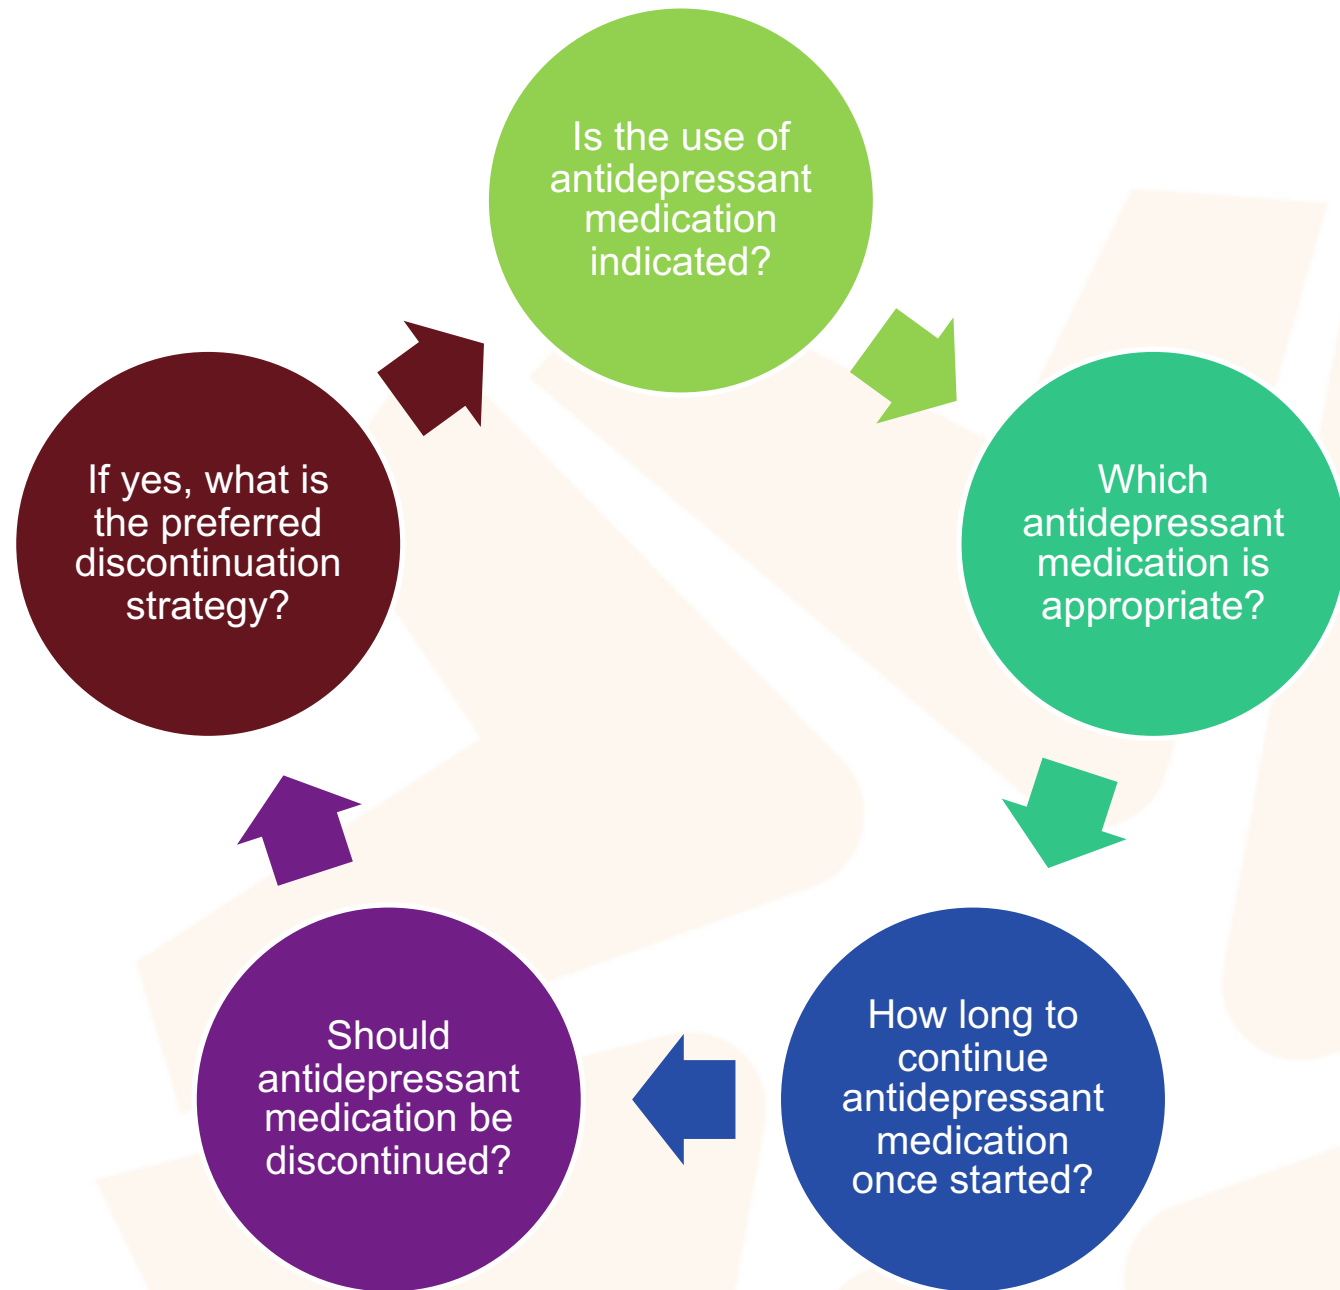 Is the use of
antidepressant
medication
indicated?
Which
antidepressant
medication is
appropriate?
How long to
continue
antidepressant
medication
once started?
Should
antidepressant
medication be
discontinued?
If yes, what is
the preferred
discontinuation
strategy?